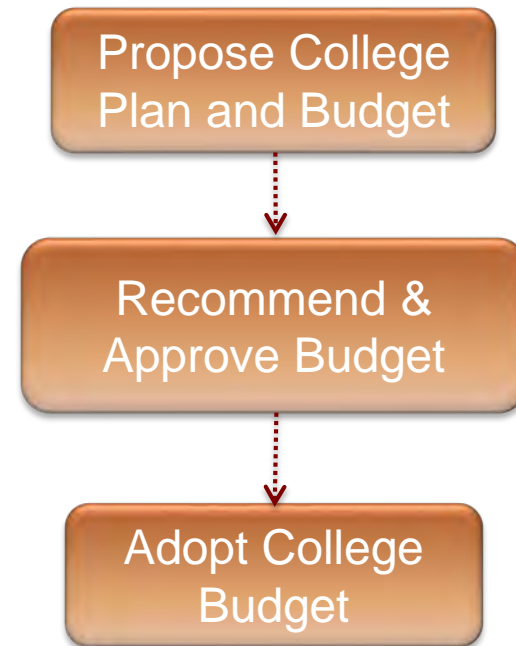 Propose College
Plan and Budget
Recommend &
Approve Budget
Adopt College
Budget